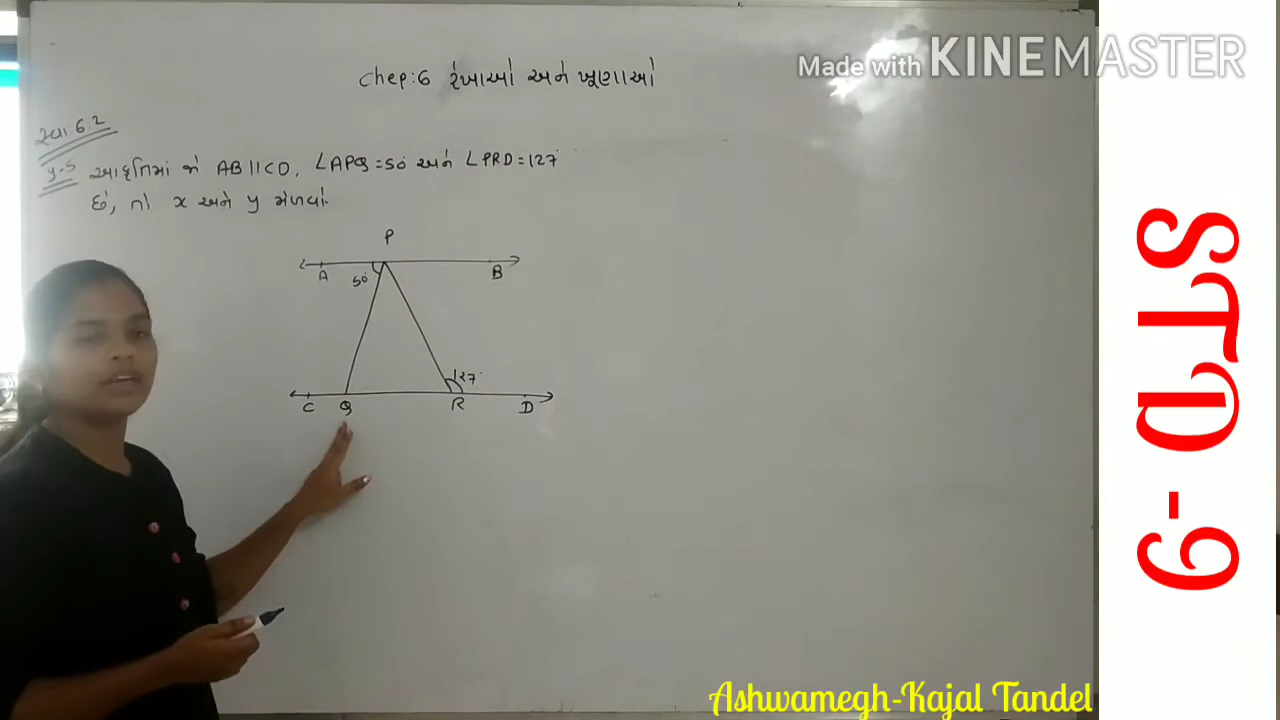 Made with KINEMASTER
Chep:6 રેખાઓ અને ખૂણાઓ
સ્વા 6.2
પ્ર-5 આકૃતિમાં જો AB||CD, ∠APQ=50° અને ∠PRD=127°
છે, તો x અને y મેળવો.
P
A B
50°
127°
C Q R D
STD-9
Ashwamegh-Kajal Tandel